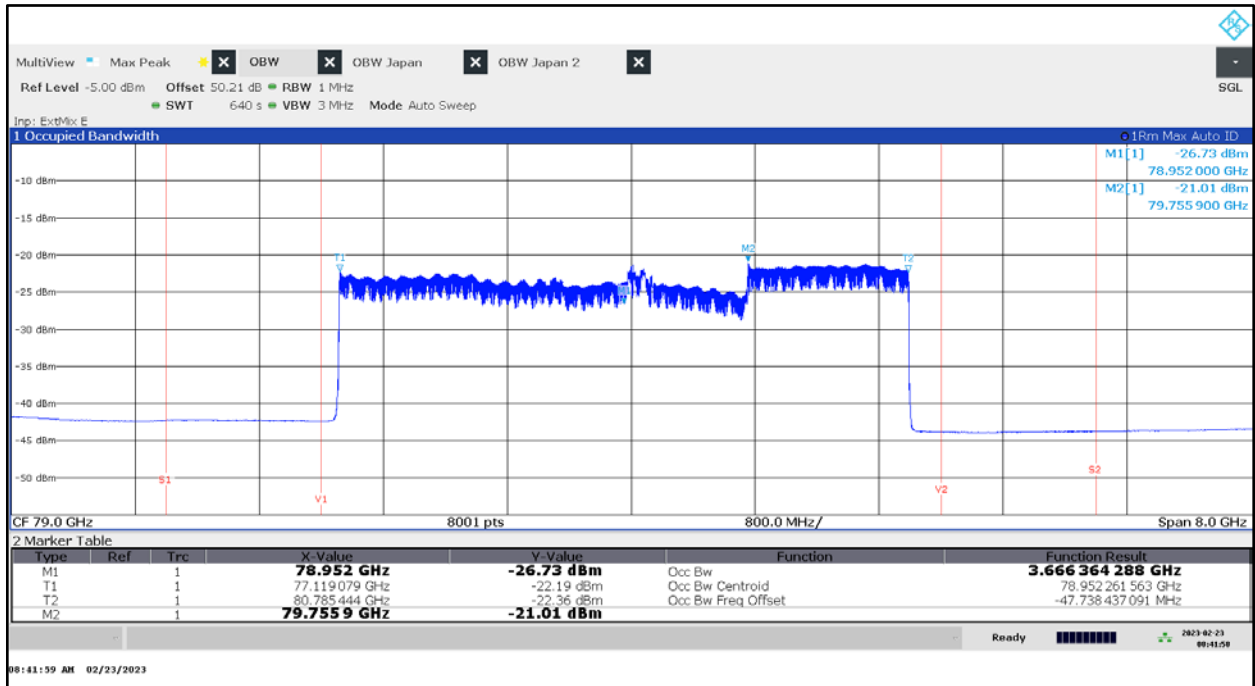 R S
MultiView Max Peak OBW OBW Japan OBW Japan 2
Ref Level -5.00 dBm Offset 50.21 dB RBW 1 MHz SGL
SWT 640 s VBW 3 MHz Mode Auto Sweep
Inp: ExtMix E
1 Occupied Bandwidth 1Rm Max Auto ID
M1[1] -26.73 dBm
78.952 000 GHz
-10 dBm
M2[1] -21.01 dBm
79.755 900 GHz
-15 dBm
M2
-20 dBm
T1 T2
-25 dBm
M1
-30 dBm
-35 dBm
-40 dBm
-45 dBm
S2
-50 dBm
S1
V2
V1
CF 79.0 GHz 8001 pts 800.0 MHz/ Span 8.0 GHz
2 Marker Table
Type Ref Trc X-Value Y-Value Function Function Result
M1 1 78.952 GHz -26.73 dBm Occ Bw 3.666 364 288 GHz
T1 1 77.119 079 GHz -22.19 dBm Occ Bw Centroid 78.952 261 563 GHz
T2 1 80.785 444 GHz -22.36 dBm Occ Bw Freq Offset -47.738 437 091 MHz
M2 1 79.755 9 GHz -21.01 dBm
Ready 2023-02-23
08:41:58
08:41:59 AM 02/23/2023